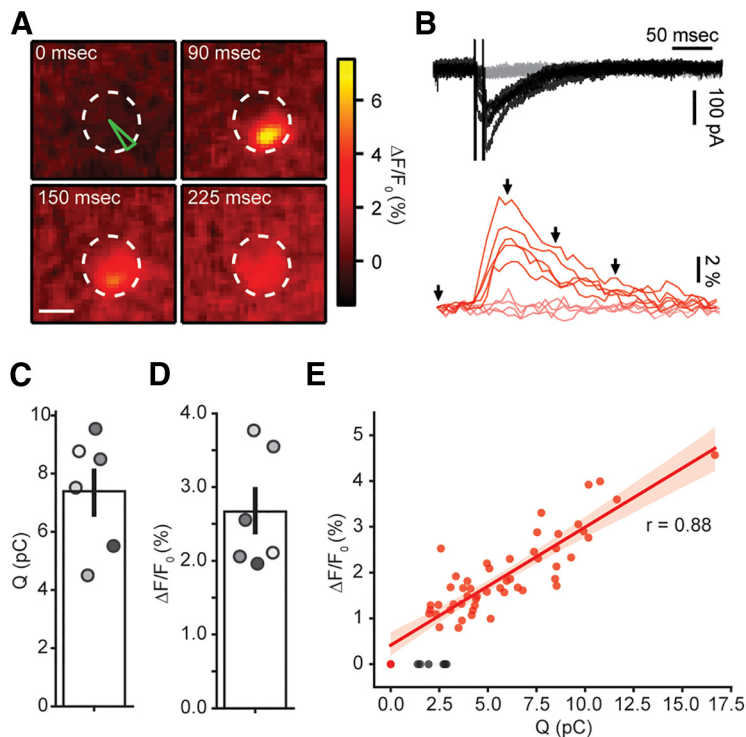 A
0 msec
90 msec
150 msec
225 msec
6
4
2
0
ΔF/F0 (%)
B
50 msec
100 pA
2 %
C
10
8
6
4
2
0
Q (pC)
D
4.0
3.0
2.0
1.0
0.0
ΔF/F0 (%)
E
5
4
3
2
1
0
ΔF/F0 (%)
r = 0.88
0.0 2.5 5.0 7.5 10.0 12.5 15.0 17.5
Q (pC)